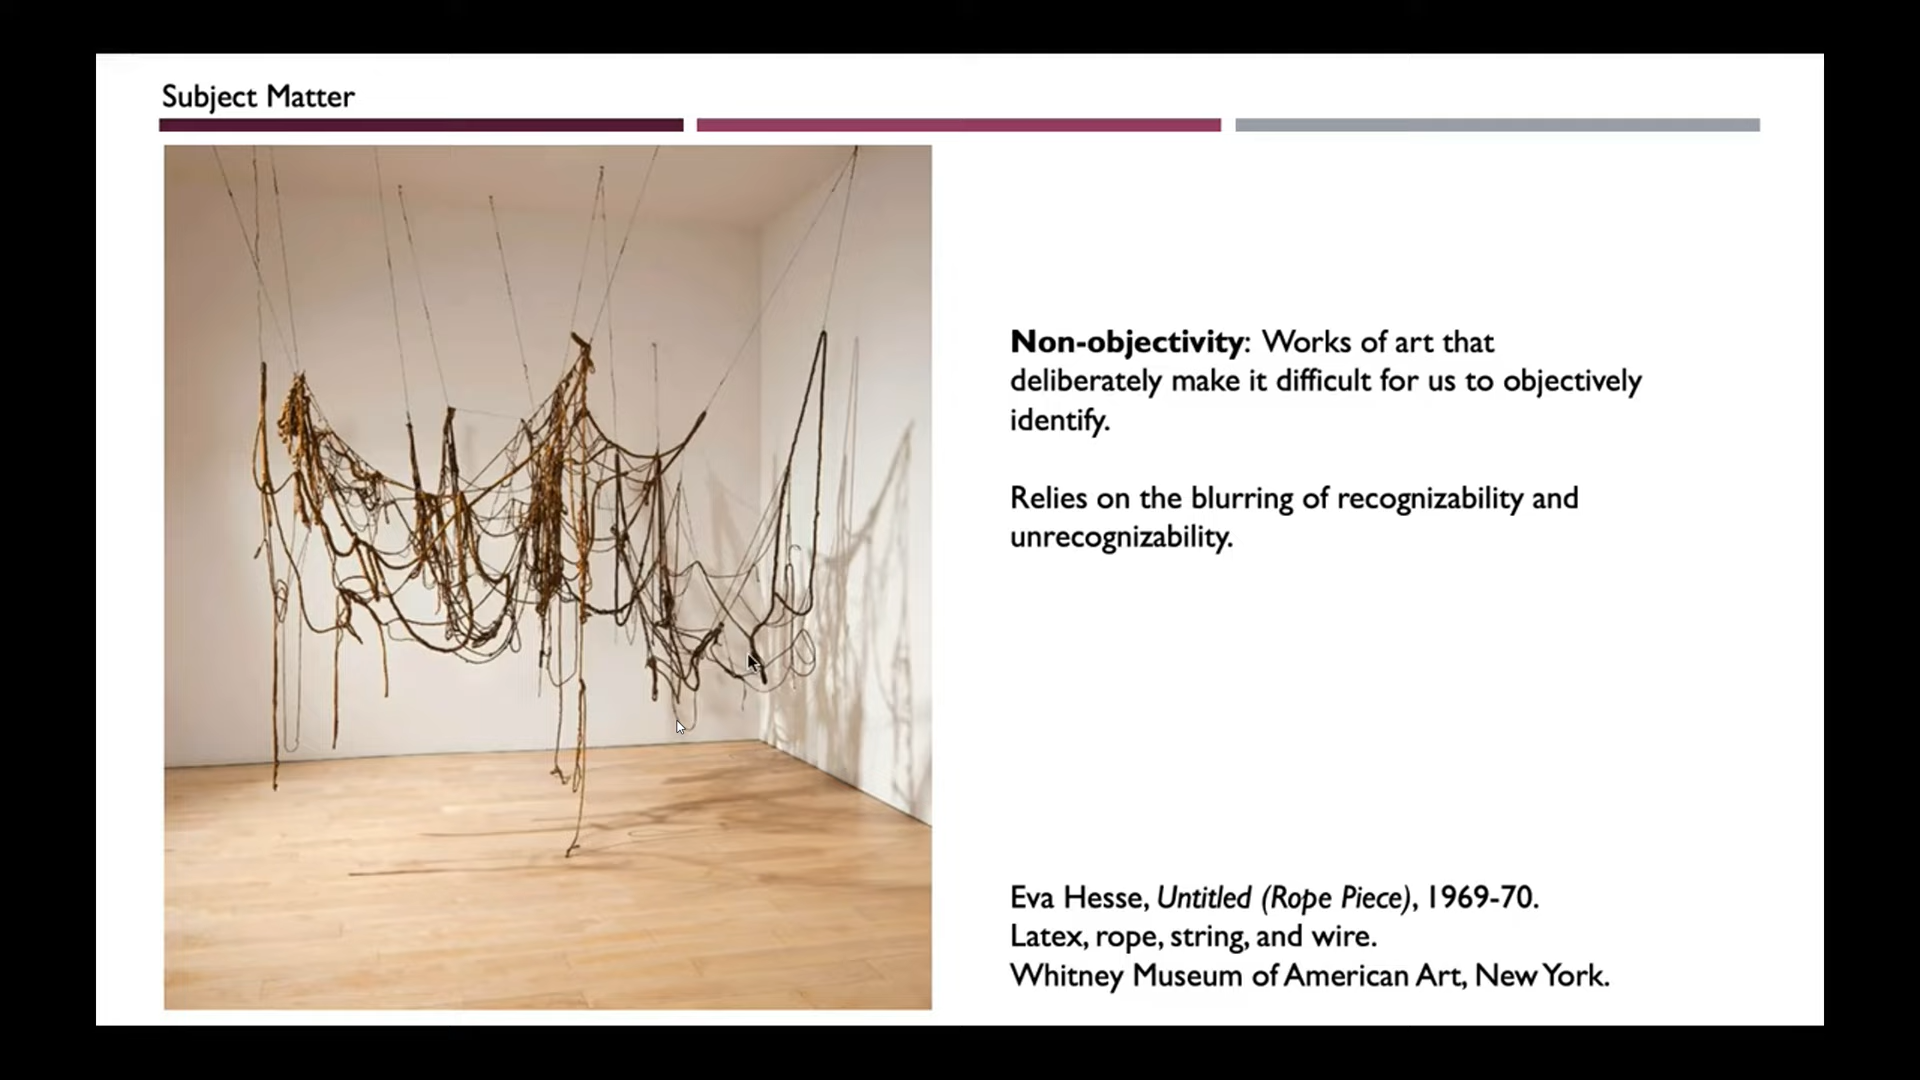 Subject Matter
Non-objectivity: Works of art that
deliberately make it difficult for us to objectively
identify.
Relies on the blurring of recognizability and
unrecognizability.
Eva Hesse, Untitled (Rope Piece), 1969-70.
Latex, rope, string, and wire.
Whitney Museum of American Art, New York.